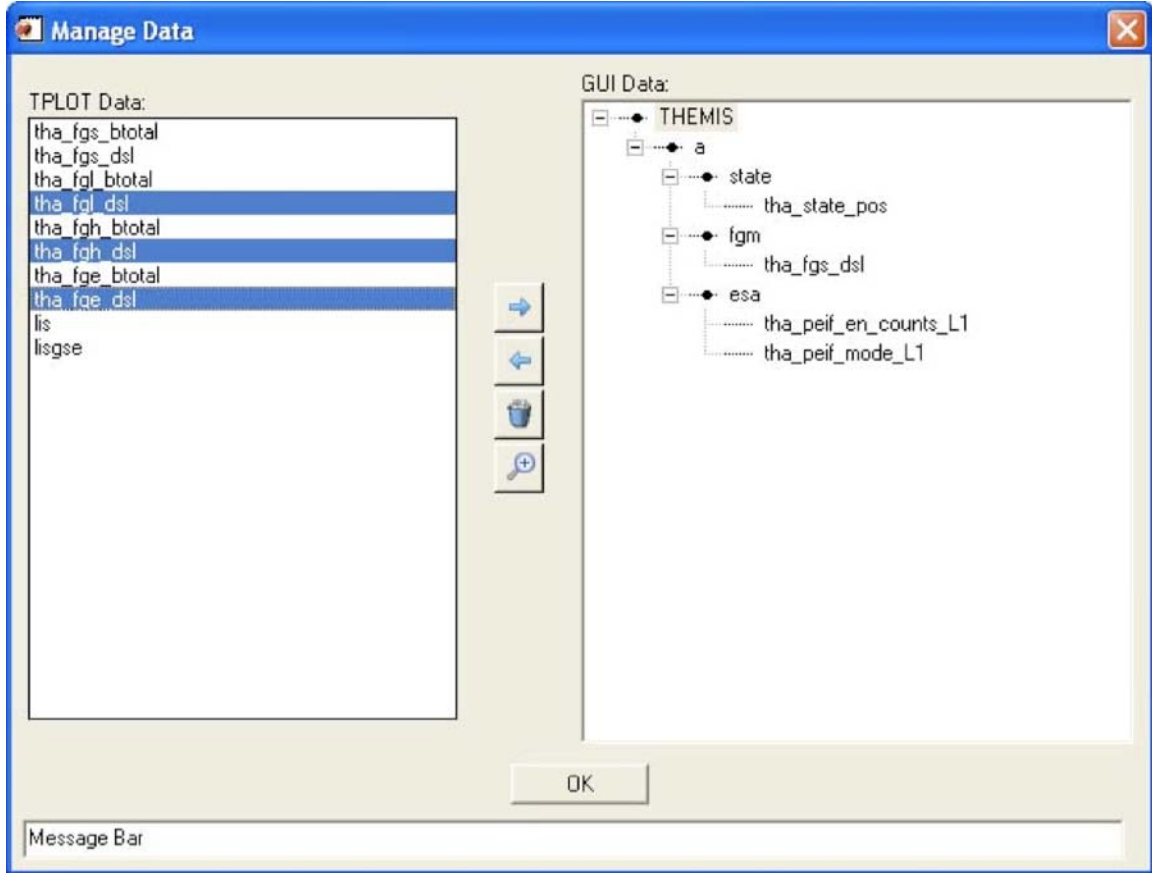 Manage Data
TPLOT Data:
tha_fgs_btotal
tha_fgs_dsl
tha_fgl_btotal
tha_fgl_dsl
tha_fgh_btotal
tha_fgh_dsl
tha_fge_btotal
tha_fge_dsl
lis
lisgse
GUI Data:
THEMIS
a
state
tha_state_pos
fgm
tha_fgs_dsl
esa
tha_peif_en_counts_L1
tha_peif_mode_L1
OK
Message Bar